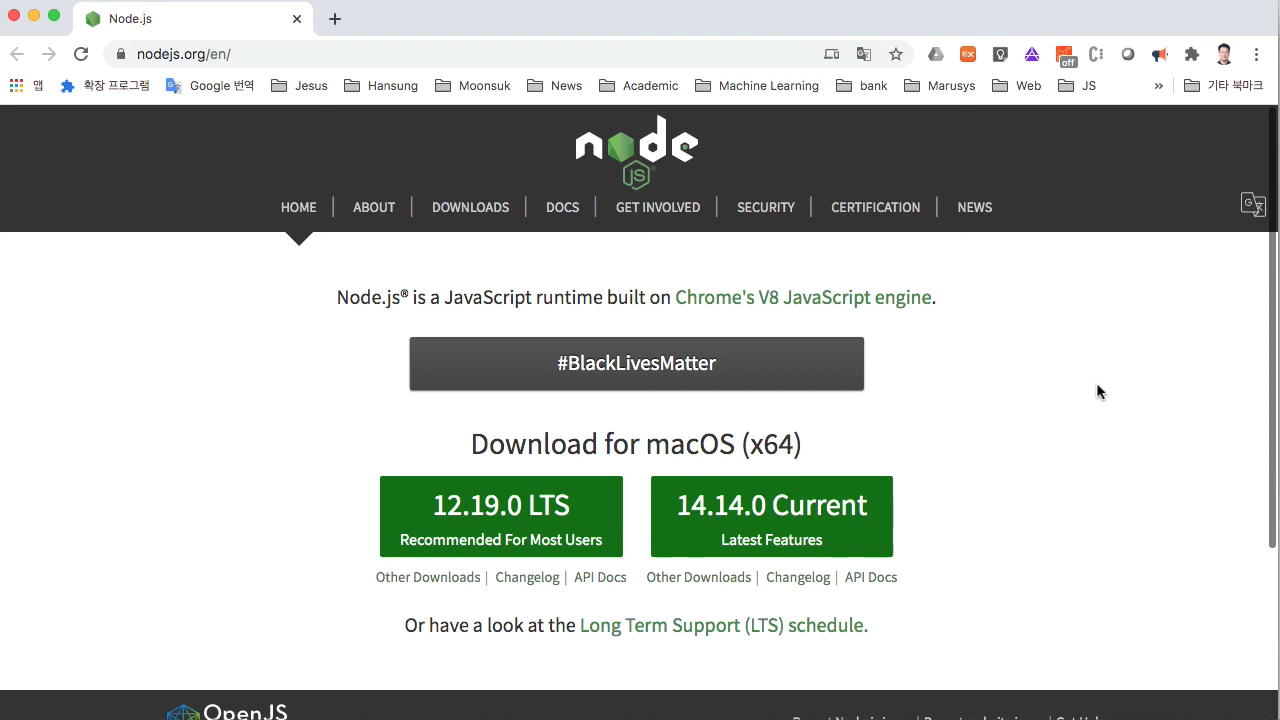 Node.js
nodejs.org/en/
off
앱 확장 프로그램 Google 번역 Jesus Hansung Moonsuk News Academic Machine Learning bank Marusys Web JS » 기타 북마크
node
JS
HOME ABOUT DOWNLOADS DOCS GET INVOLVED SECURITY CERTIFICATION NEWS
Node.js® is a JavaScript runtime built on Chrome's V8 JavaScript engine.
#BlackLivesMatter
Download for macOS (x64)
12.19.0 LTS 14.14.0 Current
Recommended For Most Users Latest Features
Other Downloads | Changelog | API Docs Other Downloads | Changelog | API Docs
Or have a look at the Long Term Support (LTS) schedule.
OpenJS